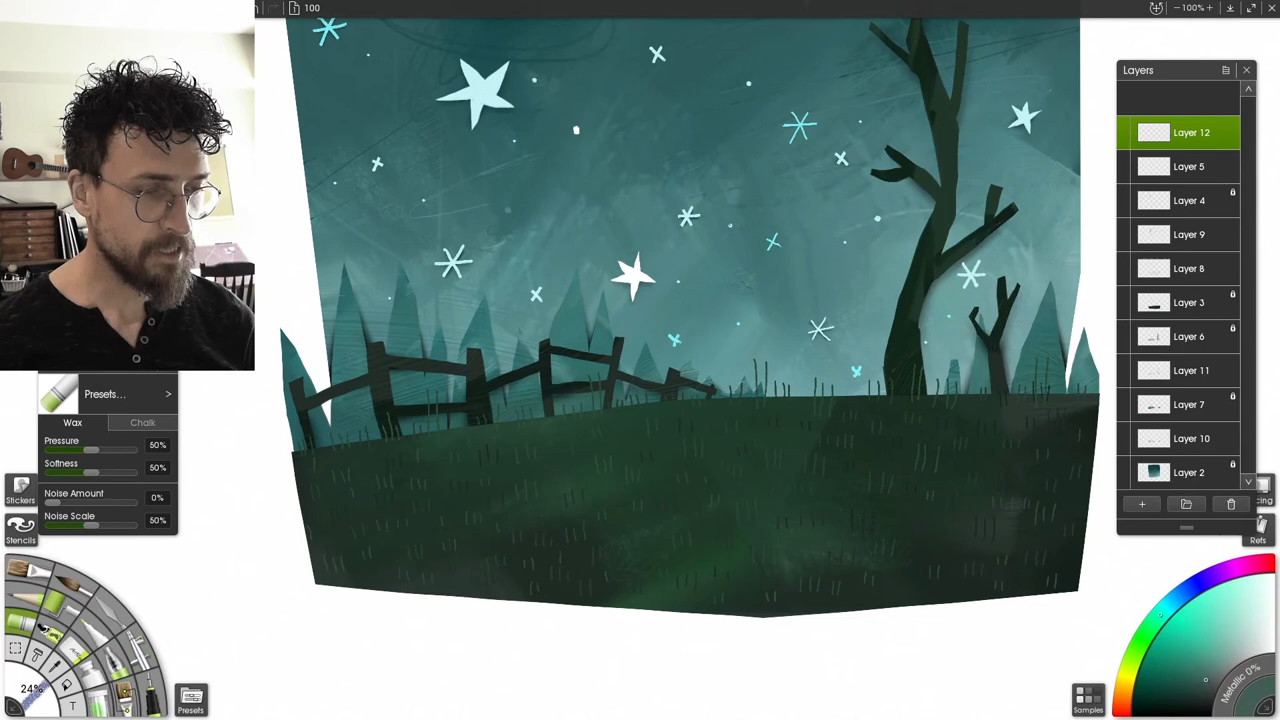 100
100%
Layers
Layer 12
Layer 5
Layer 4
Layer 9
Layer 8
Layer 3
Layer 6
Layer 11
Layer 7
Layer 10
Layer 2
Presets...
Wax Chalk
Pressure 50%
Softness 50%
Noise Amount 0%
Noise Scale 50%
Stickers
Stencils
Refs
24%
T
Presets
Samples
Metallic 0%